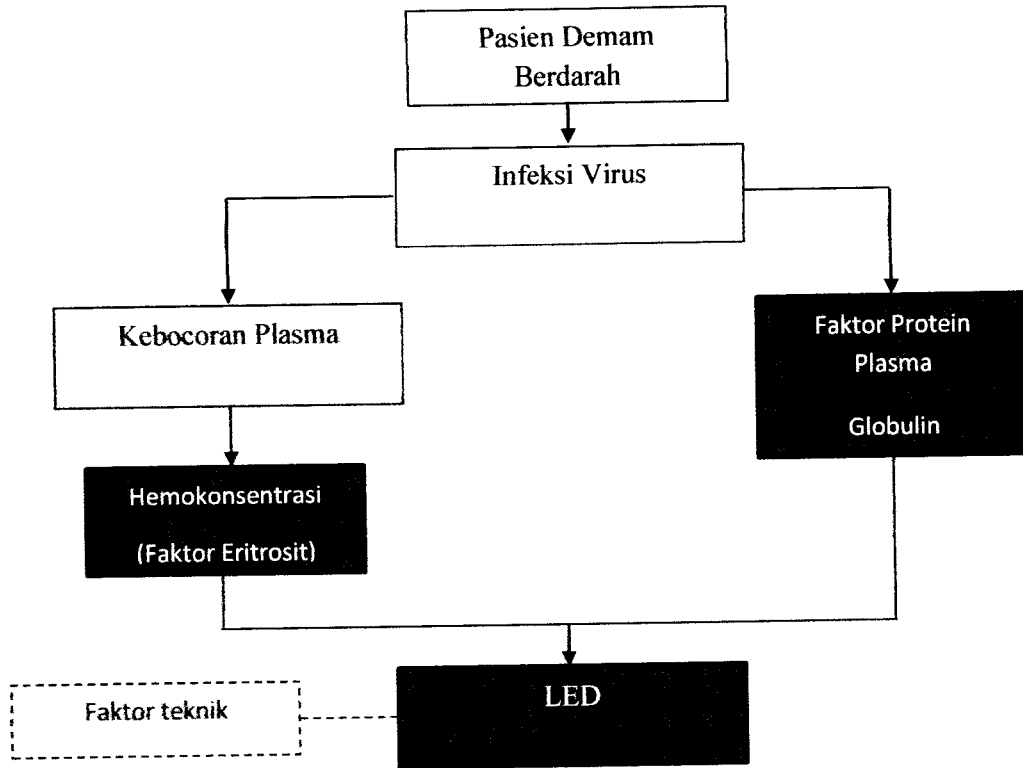 Pasien Demam
Berdarah
Infeksi Virus
Kebocoran Plasma
Faktor Protein
Plasma
Globulin
Hemokonsentrasi
(Faktor Eritrosit)
LED
Faktor teknik